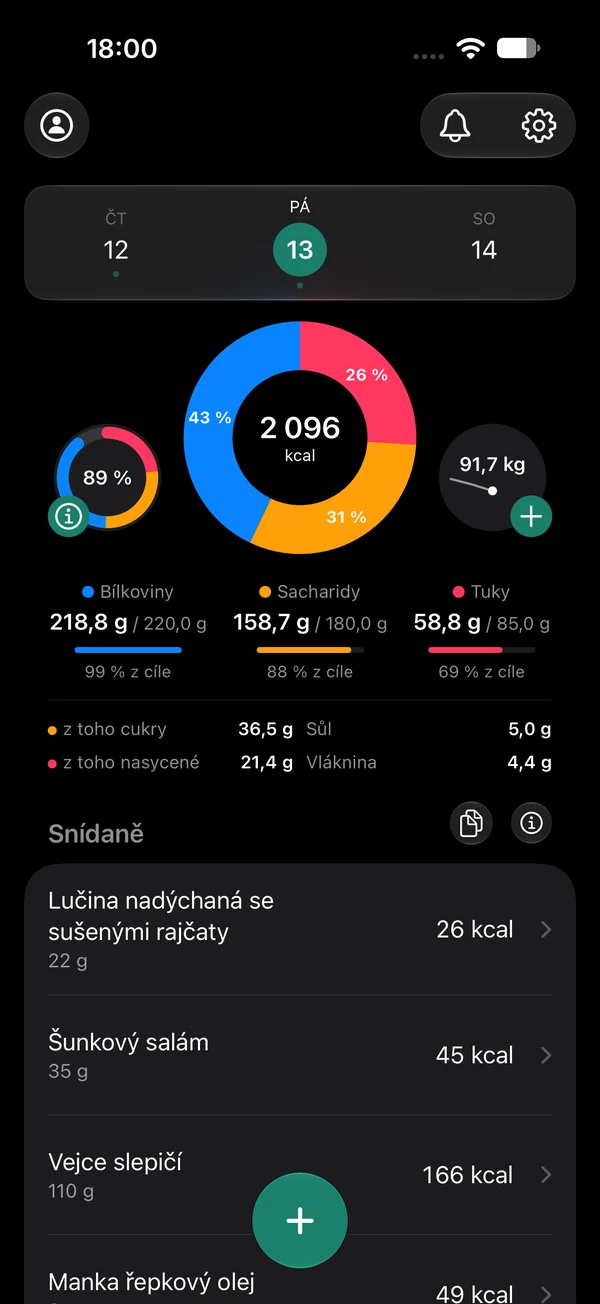 18:00
ČT
PÁ
SO
12
13
14
26 %
43 %
31 %
2 096
kcal
89 %
91,7 kg
Bílkoviny
218,8 g / 220,0 g
99 % z cíle
Sacharidy
158,7 g / 180,0 g
88 % z cíle
Tuky
58,8 g / 85,0 g
69 % z cíle
z toho cukry 36,5 g
Sůl 5,0 g
z toho nasycené 21,4 g
Vláknina 4,4 g
Snídaně
Lučina nadýchaná se
sušenými rajčaty
22 g
26 kcal
Šunkový salám
35 g
45 kcal
Vejce slepičí
110 g
166 kcal
Manka řepkový olej
49 kcal